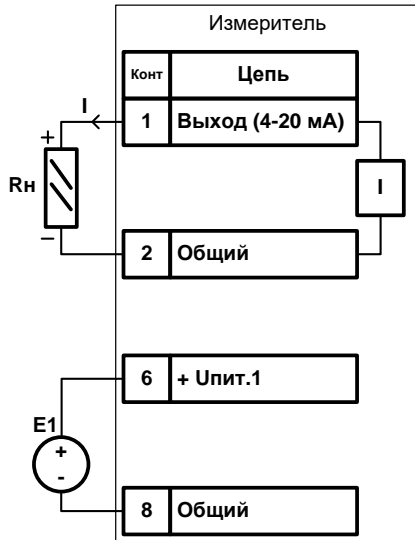 Измеритель
Конт Цепь
I
1 Выход (4-20 мА)
+
Rн
I
−
2 Общий
6 + Uпит.1
E1
+
-
8 Общий